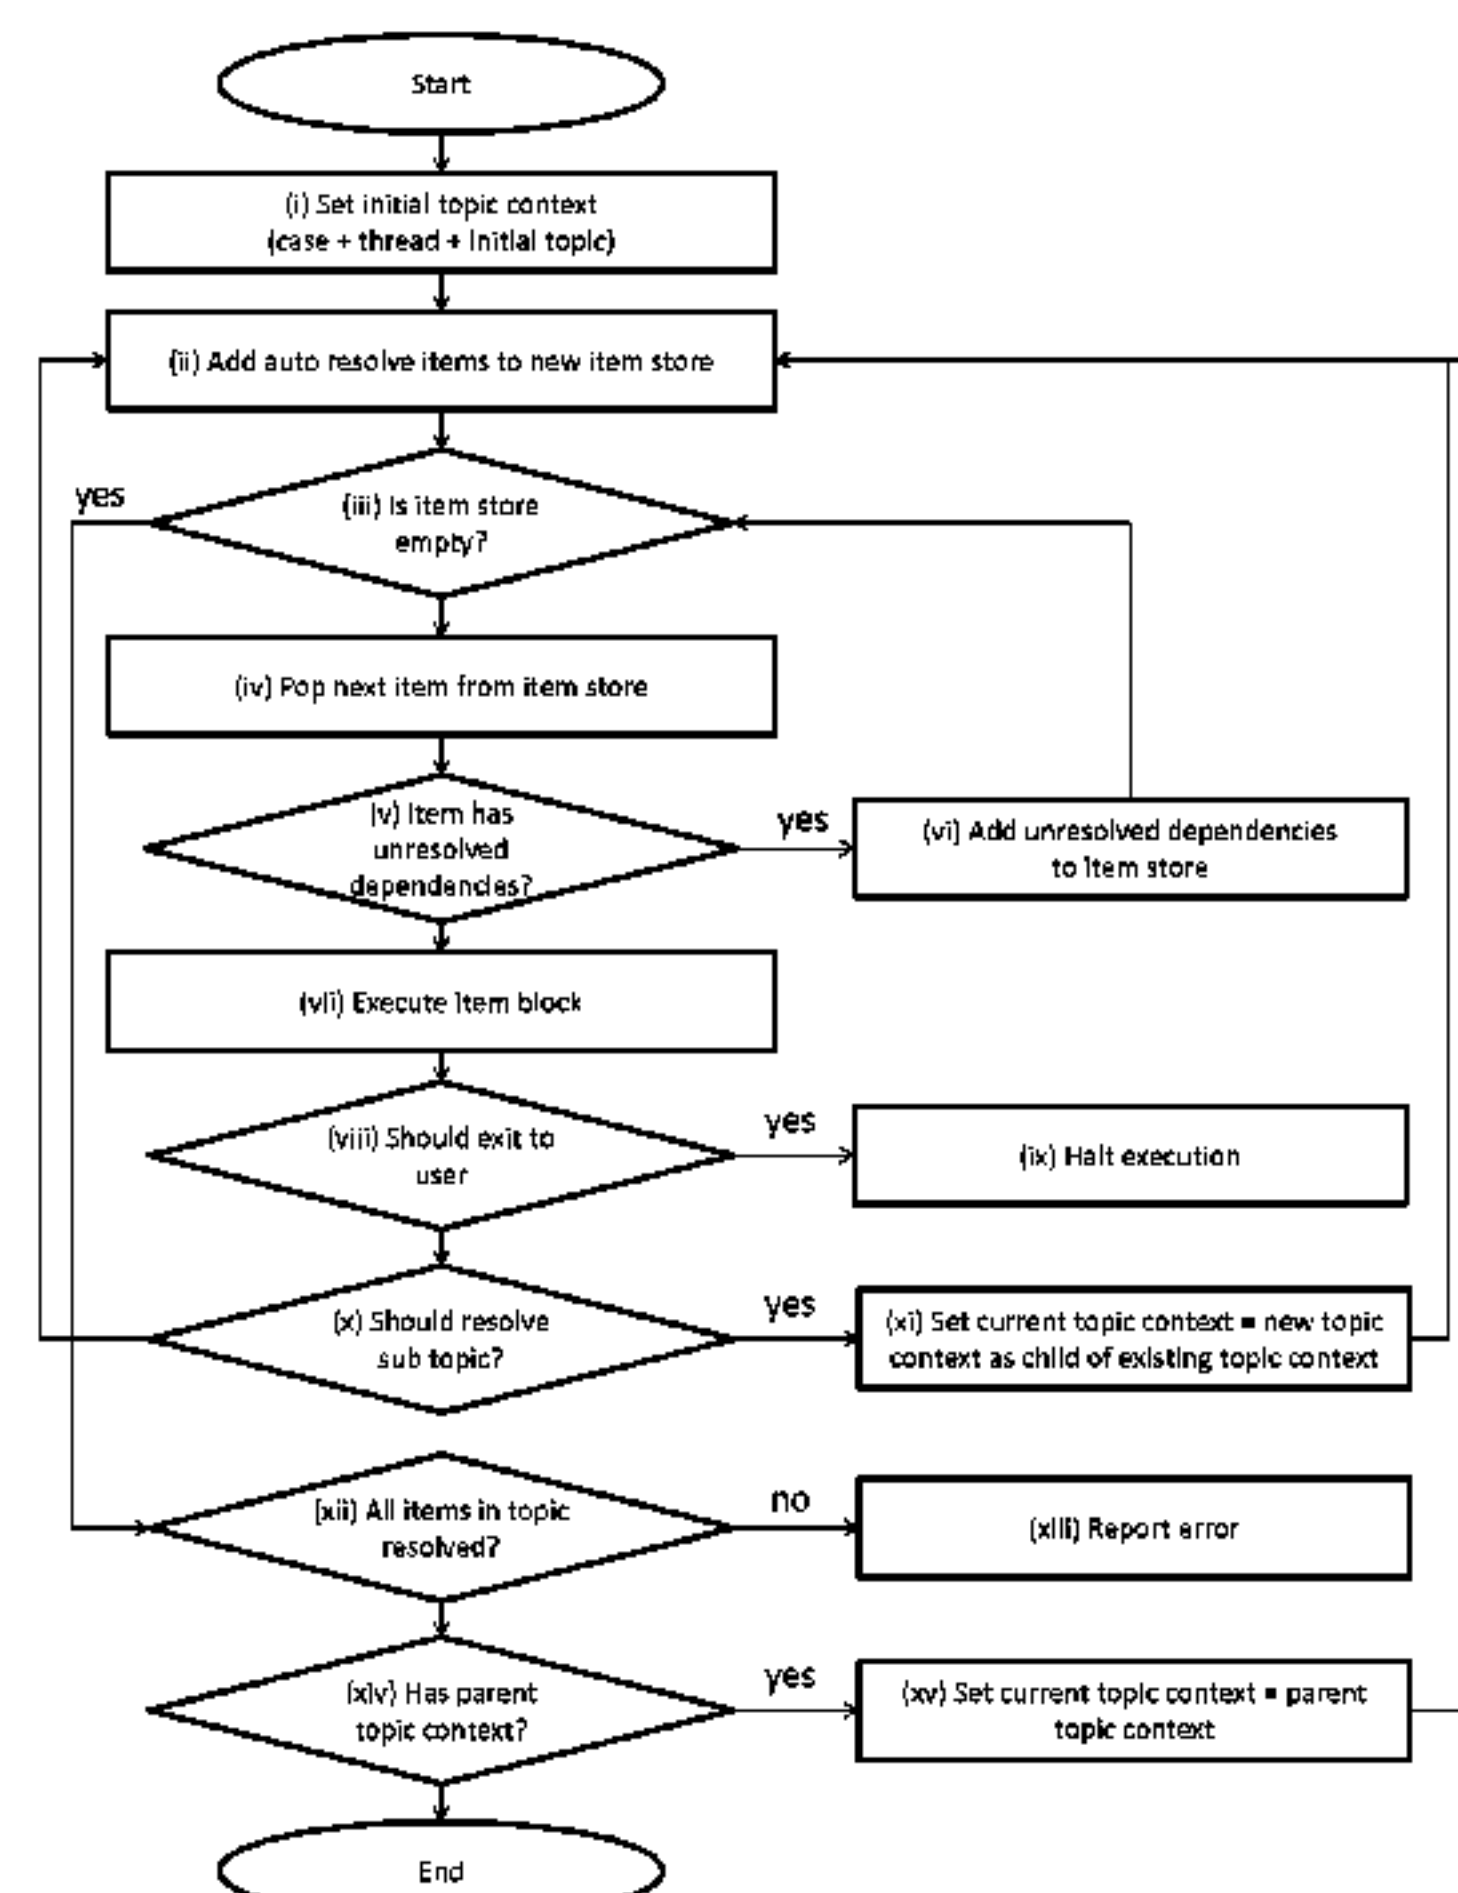 Start
(i) Set initial topic context
(case + thread + initial topic)
(ii) Add auto resolve items to new item store
yes
(iii) Is item store
empty?
(iv) Pop next item from item store
(v) Item has
unresolved
dependencies?
yes
(vi) Add unresolved dependencies
to item store
(vii) Execute item block
(viii) Should exit to
user
yes
(ix) Halt execution
(x) Should resolve
sub topic?
yes
(xi) Set current topic context = new topic
context as child of existing topic context
(xii) All items in topic
resolved?
no
(xiii) Report error
(xiv) Has parent
topic context?
yes
(xv) Set current topic context = parent
topic context
End